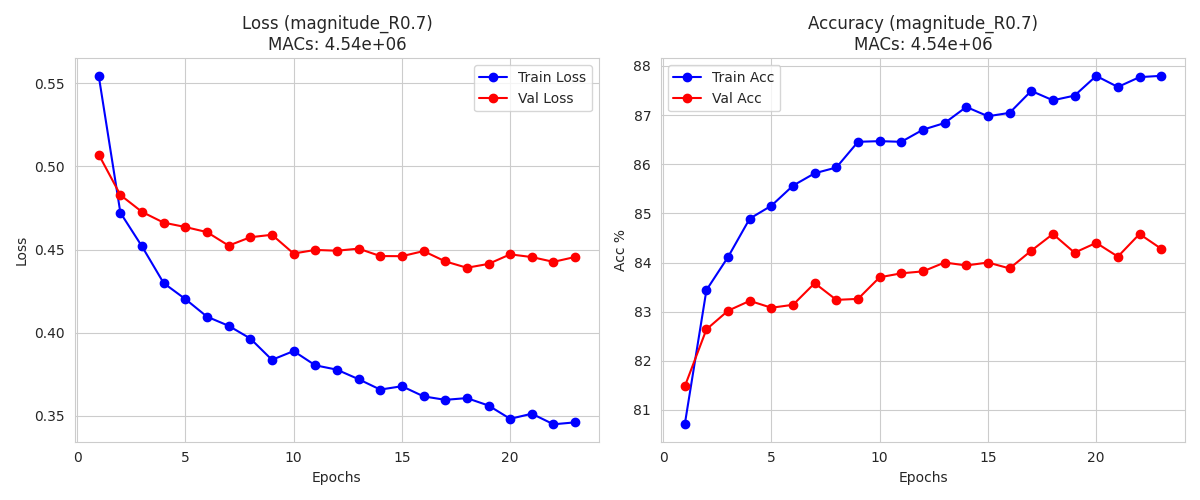 Loss (magnitude_R0.7)
MACs: 4.54e+06
Train Loss
Val Loss
0.55
0.50
0.45
0.40
0.35
Loss
0
5
10
15
20
Epochs
Accuracy (magnitude_R0.7)
MACs: 4.54e+06
Train Acc
Val Acc
88
87
86
85
84
83
82
81
Acc %
0
5
10
15
20
Epochs